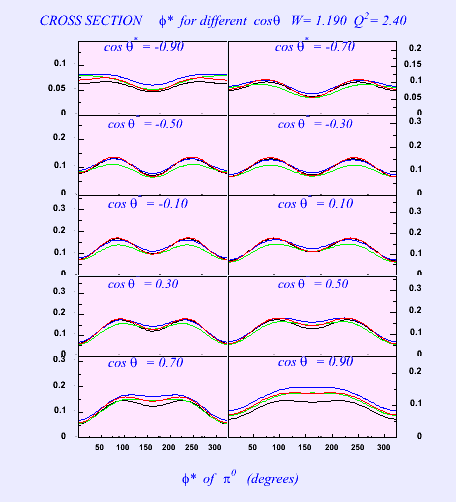 CROSS SECTION ϕ* for different cosθ W= 1.190 Q²= 2.40
cos θ* = -0.90 cos θ* = -0.70
0.1 0.05 0 0.2 0.15 0.1 0.05 0
cos θ* = -0.50 cos θ* = -0.30
0.2 0.1 0 0.3 0.2 0.1 0
cos θ = -0.10 cos θ = 0.10
0.3 0.2 0.1 0 0.3 0.2 0.1 0
cos θ = 0.30 cos θ = 0.50
0.3 0.2 0.1 0 0.3 0.2 0.1 0
cos θ = 0.70 cos θ = 0.90
0.3 0.2 0.1 0 0.2 0.1 0
50 100 150 200 250 300 50 100 150 200 250 300
ϕ* of π⁰ (degrees)